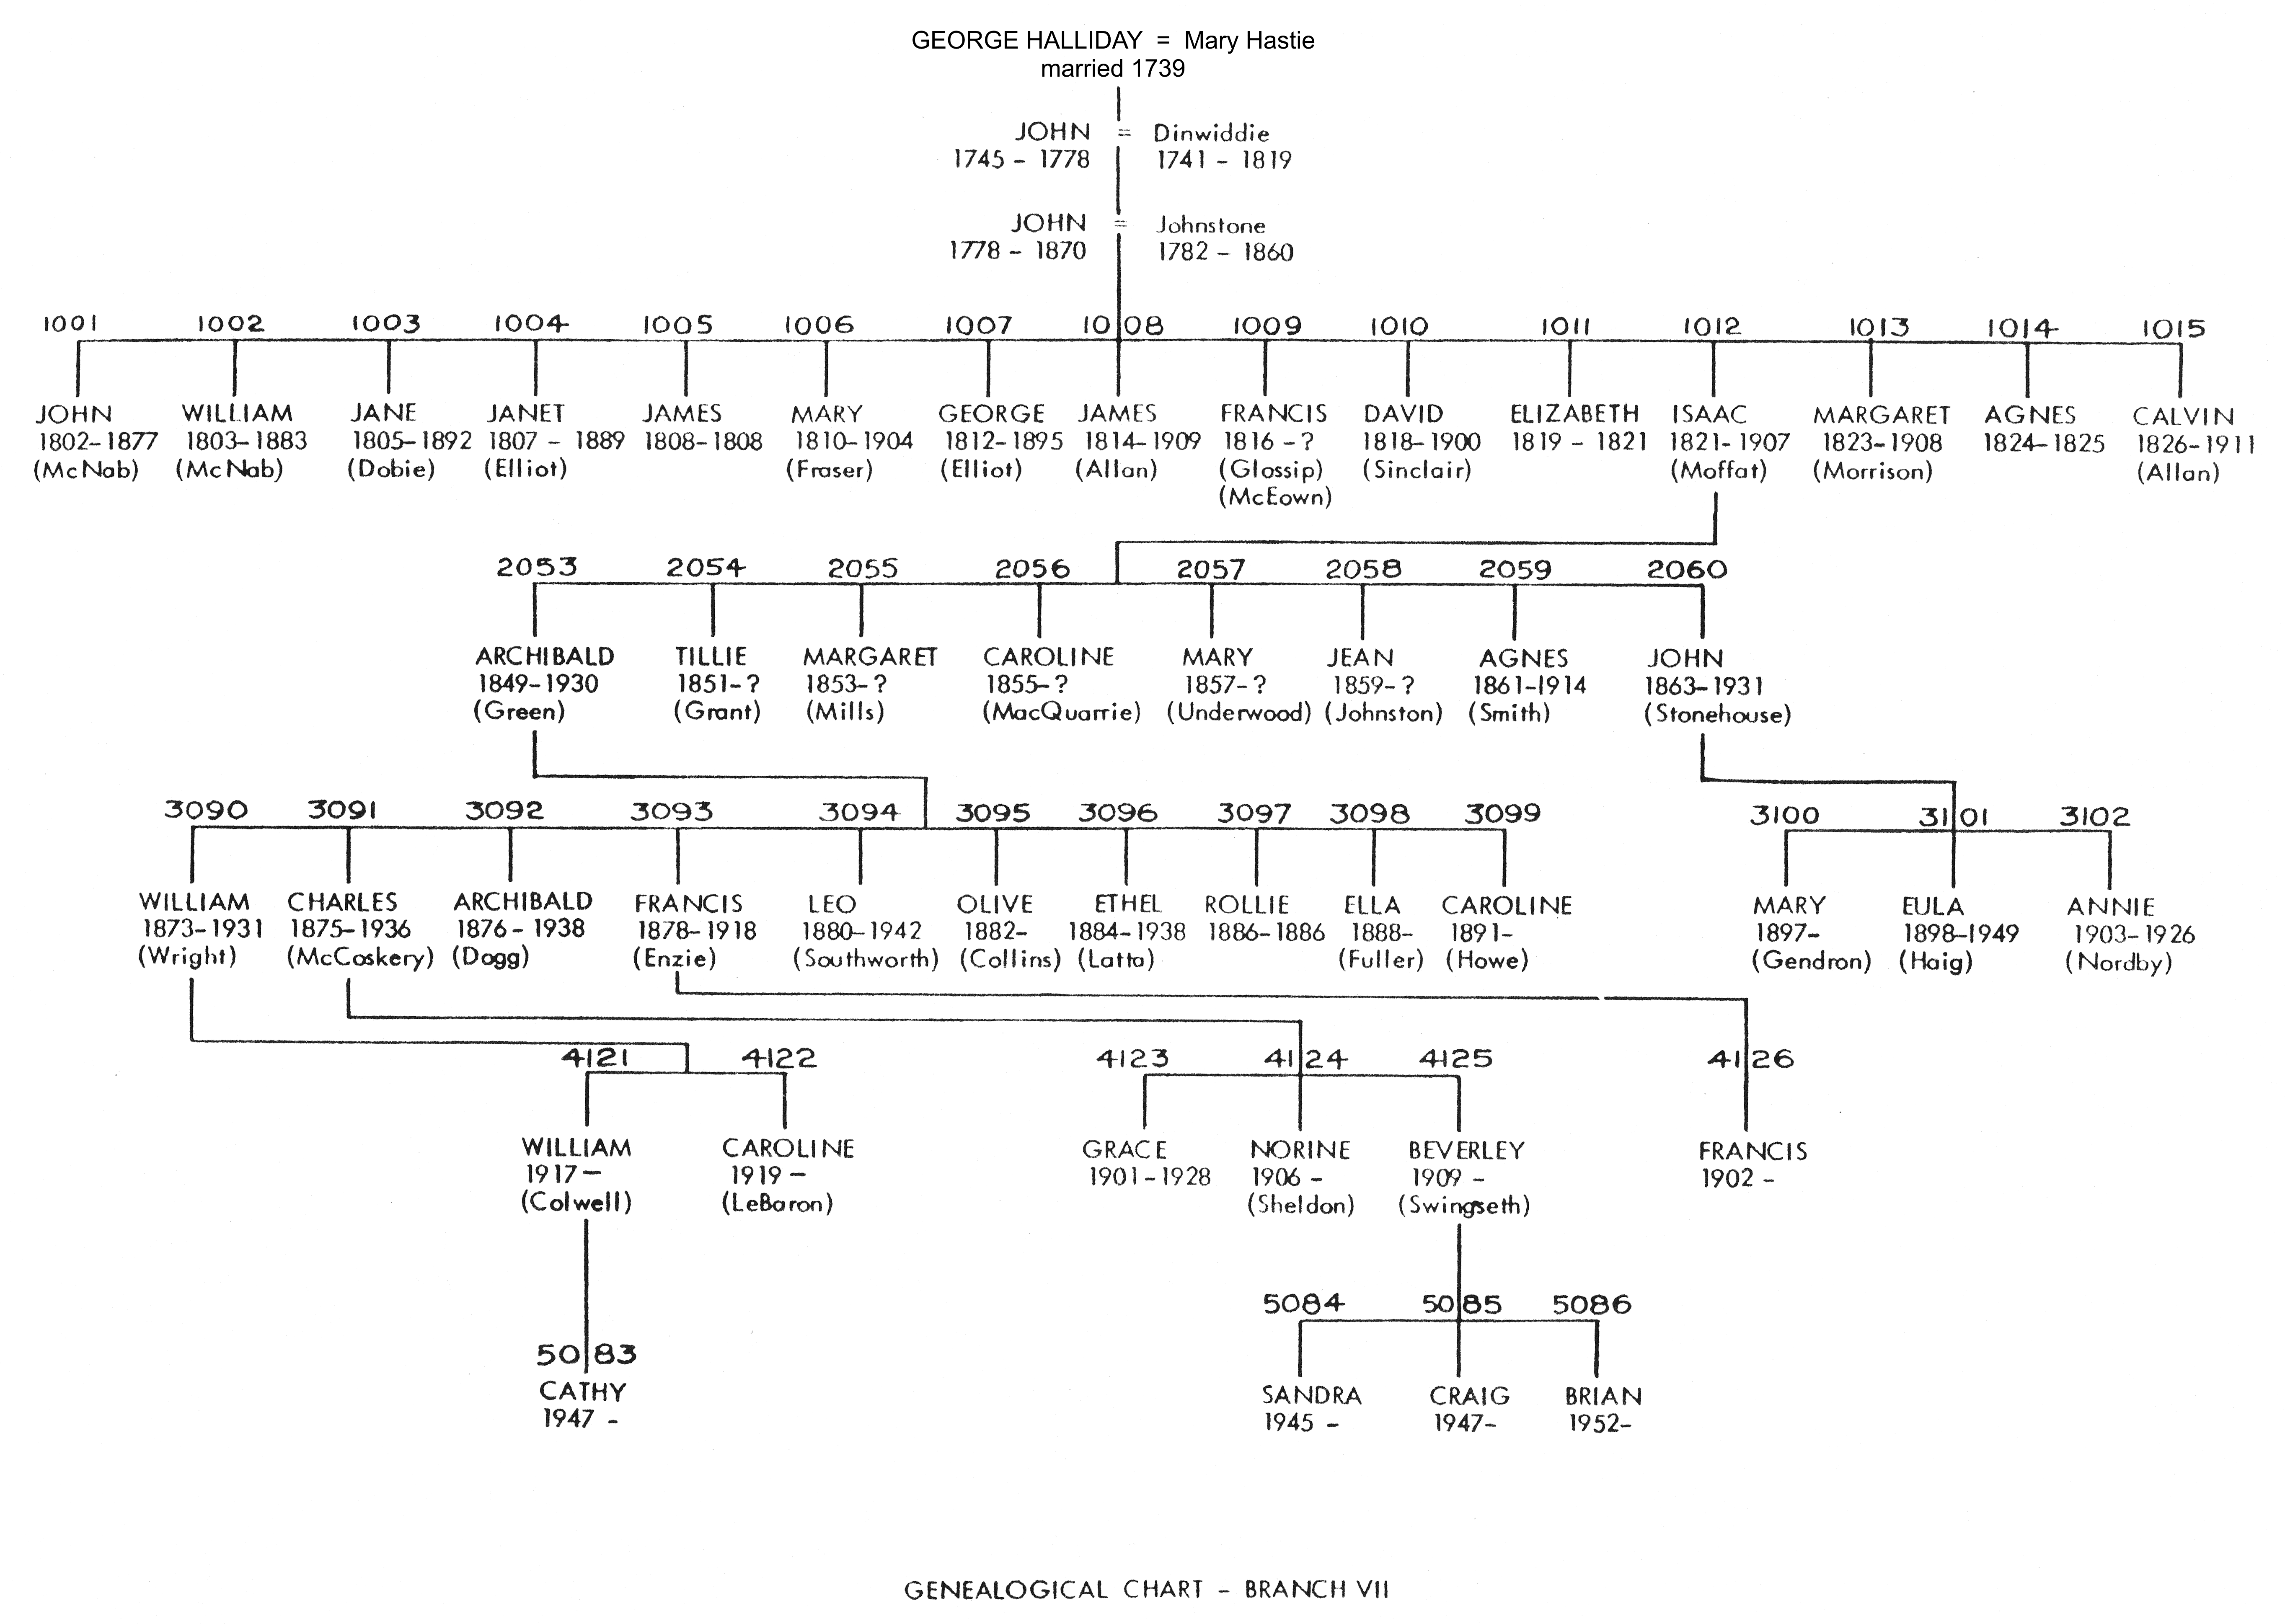 GEORGE HALLIDAY = Mary Hastie
married 1739
JOHN = Dinwiddie
1745 - 1778 1741 - 1819
JOHN = Johnstone
1778 - 1870 1782 - 1860
1001 1002 1003 1004 1005 1006 1007 1008 1009 1010 1011 1012 1013 1014 1015
JOHN WILLIAM JANE JANET JAMES MARY GEORGE JAMES FRANCIS DAVID ELIZABETH ISAAC MARGARET AGNES CALVIN
1802-1877 1803-1883 1805-1892 1807 - 1889 1808-1808 1810-1904 1812-1895 1814-1909 1816 -? 1818-1900 1819 - 1821 1821-1907 1823-1908 1824-1825 1826-1911
(McNab) (McNab) (Dobie) (Elliot) (Fraser) (Elliot) (Allan) (Glossip) (Sinclair) (Moffat) (Morrison) (Allan)
(McEown)
2053 2054 2055 2056 2057 2058 2059 2060
ARCHIBALD TILLIE MARGARET CAROLINE MARY JEAN AGNES JOHN
1849-1930 1851-? 1853-? 1855-? 1857-? 1859-? 1861-1914 1863-1931
(Green) (Grant) (Mills) (MacQuarrie) (Underwood) (Johnston) (Smith) (Stonehouse)
3090 3091 3092 3093 3094 3095 3096 3097 3098 3099 3100 3101 3102
WILLIAM CHARLES ARCHIBALD FRANCIS LEO OLIVE ETHEL ROLLIE ELLA CAROLINE MARY EULA ANNIE
1873-1931 1875-1936 1876 - 1938 1878-1918 1880-1942 1882- 1884-1938 1886-1886 1888- 1891- 1897- 1898-1949 1903-1926
(Wright) (McCoskery) (Dogg) (Enzie) (Southworth) (Collins) (Latta) (Fuller) (Howe) (Gendron) (Haig) (Nordby)
4121 4122 4123 4124 4125 4126
WILLIAM CAROLINE GRACE NORINE BEVERLEY FRANCIS
1917- 1919 - 1901-1928 1906 - 1909 - 1902 -
(Colwell) (LeBaron) (Sheldon) (Swingseth)
5084 5085 5086
5083
CATHY SANDRA CRAIG BRIAN
1947 - 1945 - 1947- 1952-
GENEALOGICAL CHART - BRANCH VII